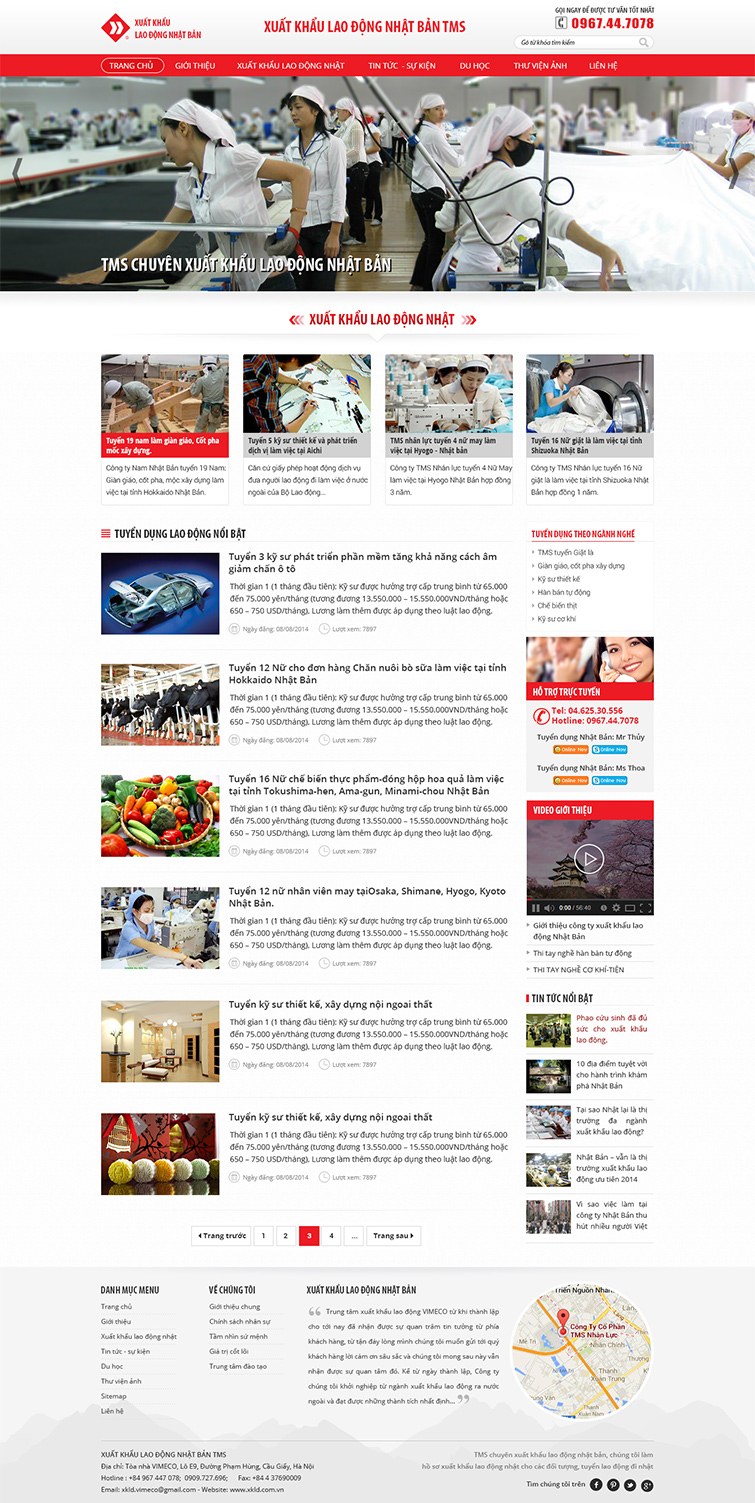 XUẤT KHẨU
LAO ĐỘNG NHẬT BẢN
XUẤT KHẨU LAO ĐỘNG NHẬT BẢN TMS
GỌI NGAY ĐỂ ĐƯỢC TƯ VẤN TỐT NHẤT
0967.44.7078
Gõ từ khóa tìm kiếm
TRANG CHỦ GIỚI THIỆU XUẤT KHẨU LAO ĐỘNG NHẬT TIN TỨC - SỰ KIỆN DU HỌC THƯ VIỆN ẢNH LIÊN HỆ
TMS CHUYÊN XUẤT KHẨU LAO ĐỘNG NHẬT BẢN
XUẤT KHẨU LAO ĐỘNG NHẬT
Tuyển 19 nam làm giàn giáo, Cốt pha
mốc xây dựng.
Công ty Nam Nhật Bản tuyển 19 Nam:
Giàn giáo, cốt pha, mộc xây dựng làm
việc tại tỉnh Hokkaido Nhật Bản.
Tuyển 5 kỹ sư thiết kế và phát triển
dịch vị làm việc tại Aichi
Căn cứ giấy phép hoạt động dịch vụ
đưa người lao động đi làm việc ở nước
ngoài của Bộ Lao động...
TMS nhân lực tuyển 4 nữ may làm
việc tại Hyogo - Nhật bản
Công ty TMS Nhân lực tuyển 4 Nữ May
làm việc tại Hyogo Nhật Bản hợp đồng
3 năm.
Tuyển 16 Nữ giặt là làm việc tại tỉnh
Shizuoka Nhật Bản
Công ty TMS Nhân lực tuyển 16 Nữ
giặt là làm việc tại tỉnh Shizuoka Nhật
Bản hợp đồng 1 năm.
TUYỂN DỤNG LAO ĐỘNG NỔI BẬT
Tuyển 3 kỹ sư phát triển phần mềm tăng khả năng cách âm
giảm chấn ô tô
Thời gian 1 (1 tháng đầu tiên): Kỹ sư được hưởng trợ cấp trung bình từ 65.000
đến 75.000 yên/tháng (tương đương 13.550.000 – 15.550.000VND/tháng hoặc
650 – 750 USD/tháng), Lương làm thêm được áp dụng theo luật lao động.
Ngày đăng: 08/08/2014 Lượt xem: 7897
Tuyển 12 Nữ cho đơn hàng Chăn nuôi bò sữa làm việc tại tỉnh
Hokkaido Nhật Bản
Thời gian 1 (1 tháng đầu tiên): Kỹ sư được hưởng trợ cấp trung bình từ 65.000
đến 75.000 yên/tháng (tương đương 13.550.000 – 15.550.000VND/tháng hoặc
650 – 750 USD/tháng), Lương làm thêm được áp dụng theo luật lao động.
Ngày đăng: 08/08/2014 Lượt xem: 7897
Tuyển 16 Nữ chế biến thực phẩm-đóng hộp hoa quả làm việc
tại tỉnh Tokushima-hen, Ama-gun, Minami-chou Nhật Bản
Thời gian 1 (1 tháng đầu tiên): Kỹ sư được hưởng trợ cấp trung bình từ 65.000
đến 75.000 yên/tháng (tương đương 13.550.000 – 15.550.000VND/tháng hoặc
650 – 750 USD/tháng), Lương làm thêm được áp dụng theo luật lao động.
Ngày đăng: 08/08/2014 Lượt xem: 7897
Tuyển 12 nữ nhân viên may tạiOsaka, Shimane, Hyogo, Kyoto
Nhật Bản.
Thời gian 1 (1 tháng đầu tiên): Kỹ sư được hưởng trợ cấp trung bình từ 65.000
đến 75.000 yên/tháng (tương đương 13.550.000 – 15.550.000VND/tháng hoặc
650 – 750 USD/tháng), Lương làm thêm được áp dụng theo luật lao động.
Ngày đăng: 08/08/2014 Lượt xem: 7897
Tuyển kỹ sư thiết kế, xây dựng nội ngoai thất
Thời gian 1 (1 tháng đầu tiên): Kỹ sư được hưởng trợ cấp trung bình từ 65.000
đến 75.000 yên/tháng (tương đương 13.550.000 – 15.550.000VND/tháng hoặc
650 – 750 USD/tháng), Lương làm thêm được áp dụng theo luật lao động.
Ngày đăng: 08/08/2014 Lượt xem: 7897
Tuyển kỹ sư thiết kế, xây dựng nội ngoai thất
Thời gian 1 (1 tháng đầu tiên): Kỹ sư được hưởng trợ cấp trung bình từ 65.000
đến 75.000 yên/tháng (tương đương 13.550.000 – 15.550.000VND/tháng hoặc
650 – 750 USD/tháng), Lương làm thêm được áp dụng theo luật lao động.
Ngày đăng: 08/08/2014 Lượt xem: 7897
Trang trước 1 2 3 4 ... Trang sau
TUYỂN DỤNG THEO NGÀNH NGHỀ
TMS tuyển Giặt là
Giàn giáo, cốt pha xây dựng
Kỹ sư thiết kế
Hàn bán tự động
Chế biến thịt
Kỹ sư cơ khí
HỖ TRỢ TRỰC TUYẾN
Tel: 04.625.30.556
Hotline: 0967.44.7078
Tuyển dụng Nhật Bản: Mr Thủy
Online Now Online Now
Tuyển dụng Nhật Bản: Ms Thoa
Online Now Online Now
VIDEO GIỚI THIỆU
0:00 / 56:40
Giới thiệu công ty xuất khẩu lao
động Nhật Bản
Thi tay nghề hàn bán tự động
THI TAY NGHỀ CƠ KHÍ-TIỆN
TIN TỨC NỔI BẬT
Phao cứu sinh đã đủ
sức cho xuất khẩu
lao động.
10 địa điểm tuyệt vời
cho hành trình khám
phá Nhật Bản
Tại sao Nhật lại là thị
trường đa ngành
xuất khẩu lao động?
Nhật Bản – vẫn là thị
trường xuất khẩu lao
động ưu tiên 2014
Vì sao việc làm tại
công ty Nhật Bản thu
hút nhiều người Việt
DANH MỤC MENU
Trang chủ
Giới thiệu
Xuất khẩu lao động nhật
Tin tức - sự kiện
Du học
Thư viện ảnh
Sitemap
Liên hệ
VỀ CHÚNG TÔI
Giới thiệu chung
Chính sách nhân sự
Tầm nhìn sứ mệnh
Giá trị cốt lõi
Trung tâm đào tạo
XUẤT KHẨU LAO ĐỘNG NHẬT BẢN
Trung tâm xuất khẩu lao động VIMECO từ khi thành lập
cho tới nay đã nhận được sự quan trâm tin tưởng từ phía
khách hàng, từ tận đáy lòng mình chúng tôi muốn gửi tới quý
khách hàng lời cảm ơn sâu sắc và chúng tôi mong sau này vẫn
nhận được sự quan tâm đó. Kể từ ngày thành lập, Công ty
chúng tôi khởi nghiệp từ ngành xuất khẩu lao động ra nước
ngoài và đạt được những thành tích nhất định...
Triển Nguồn Nhân
Công Ty Cổ Phần
TMS Nhân Lực
Mễ Trì
Nhân Chính
Thượng
Thanh
Xuân Trung
Trung Văn
Thanh
Xuân Nam
XUẤT KHẨU LAO ĐỘNG NHẬT BẢN TMS
Địa chỉ: Tòa nhà VIMECO, Lô E9, Đường Phạm Hùng, Cầu Giấy, Hà Nội
Hotline : +84 967 447 078; 0909.727.696; Fax: +84 4 37690009
Email: xkld.vimeco@gmail.com - Website: www.xkld.com.vn
TMS chuyên xuất khẩu lao động nhật bản, chúng tôi làm
hồ sơ xuất khẩu lao động nhật cho các đối tượng, tuyển lao động đi nhật
Tìm chúng tôi trên